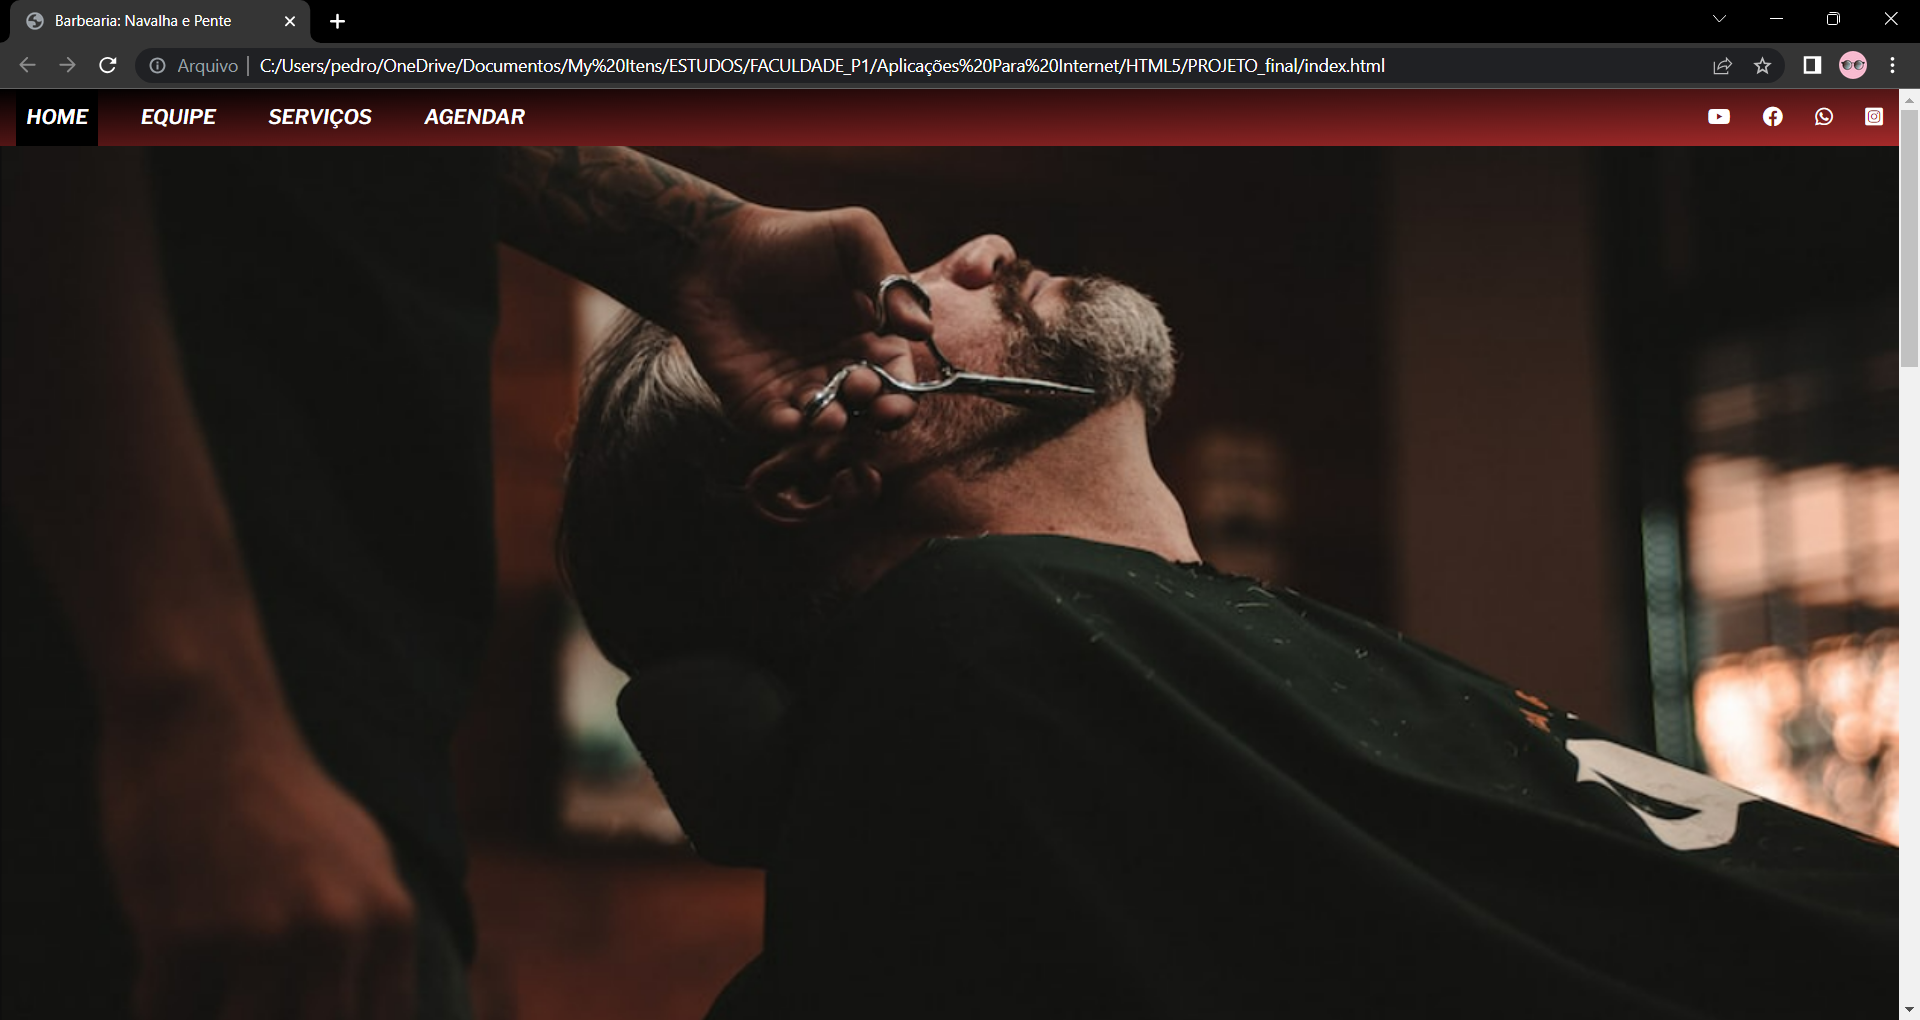 Barbearia: Navalha e Pente
Arquivo C:/Users/pedro/OneDrive/Documentos/My%20Itens/ESTUDOS/FACULDADE_P1/Aplicações%20Para%20Internet/HTML5/PROJETO_final/index.html
HOME EQUIPE SERVIÇOS AGENDAR